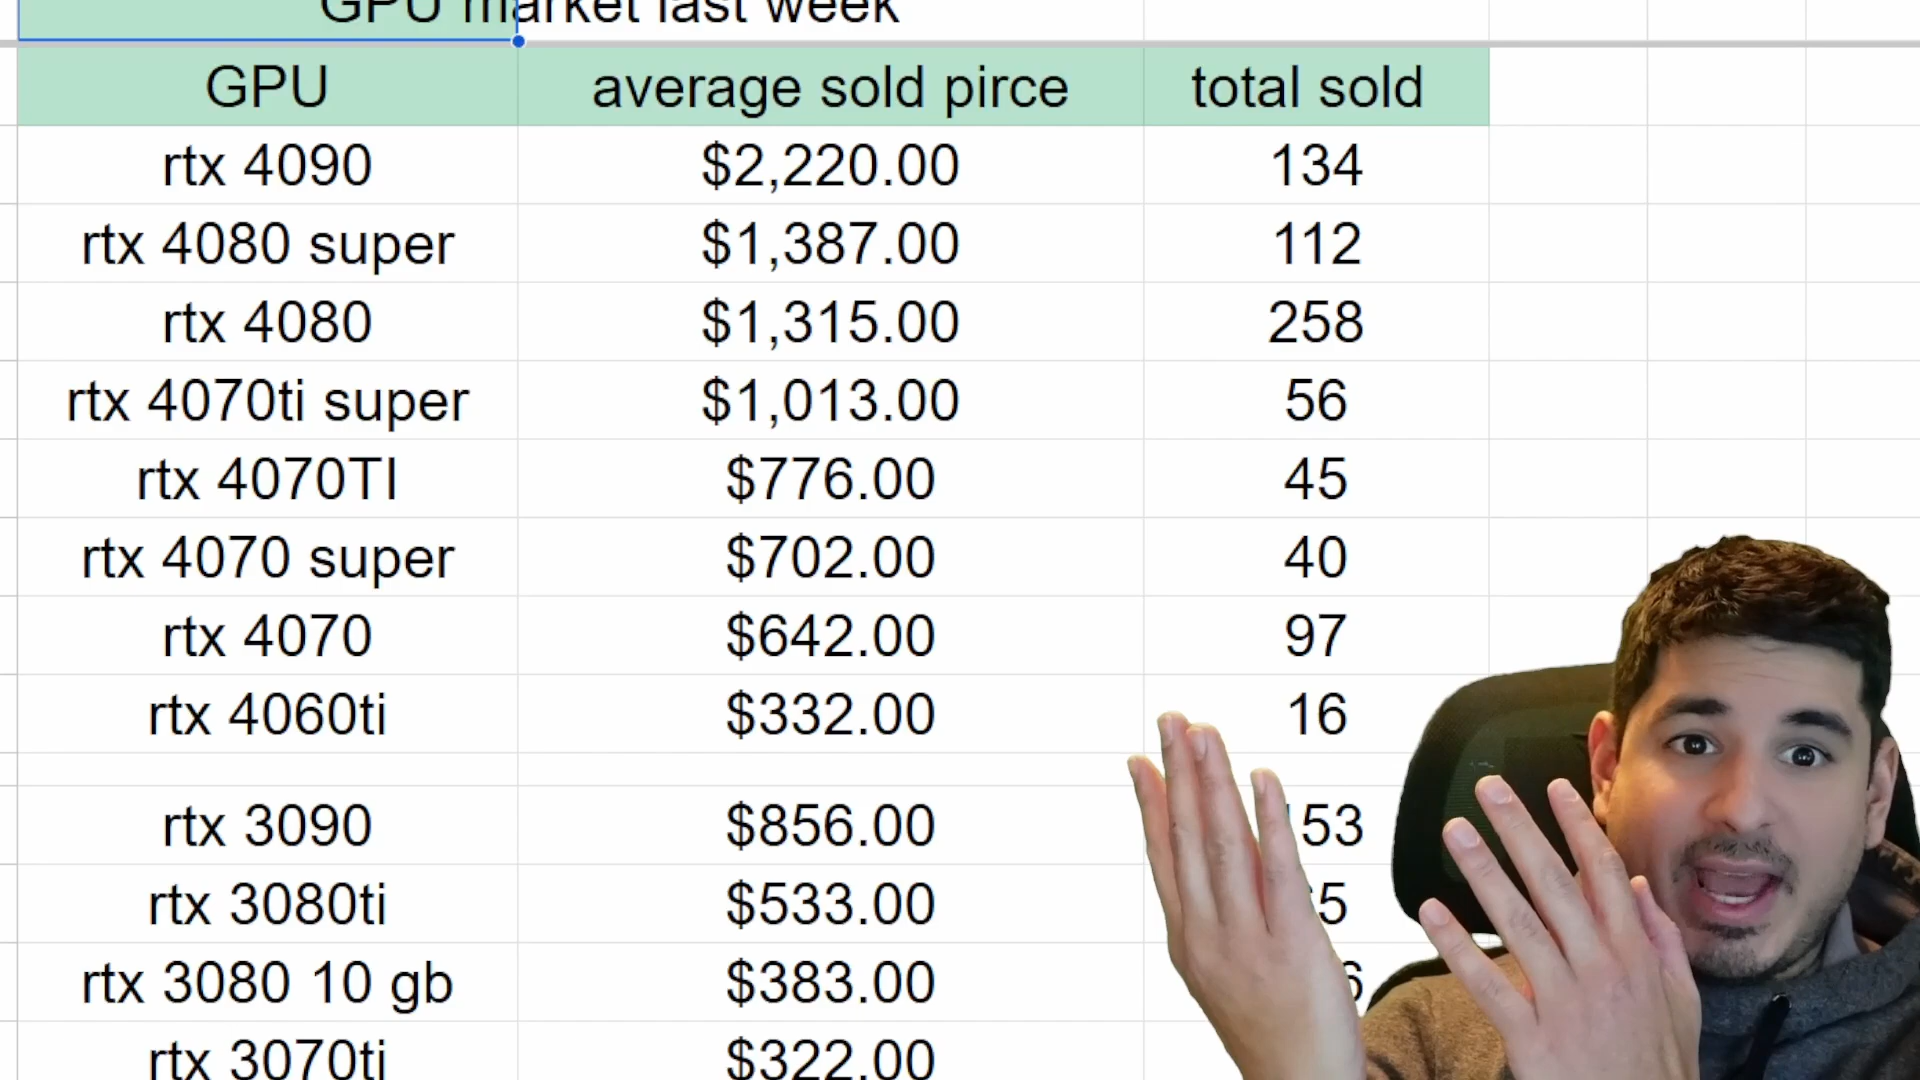 GPU market last week
GPU average sold pirce total sold
rtx 4090 $2,220.00 134
rtx 4080 super $1,387.00 112
rtx 4080 $1,315.00 258
rtx 4070ti super $1,013.00 56
rtx 4070TI $776.00 45
rtx 4070 super $702.00 40
rtx 4070 $642.00 97
rtx 4060ti $332.00 16
rtx 3090 $856.00
rtx 3080ti $533.00
rtx 3080 10 gb $383.00
rtx 3070ti $322.00